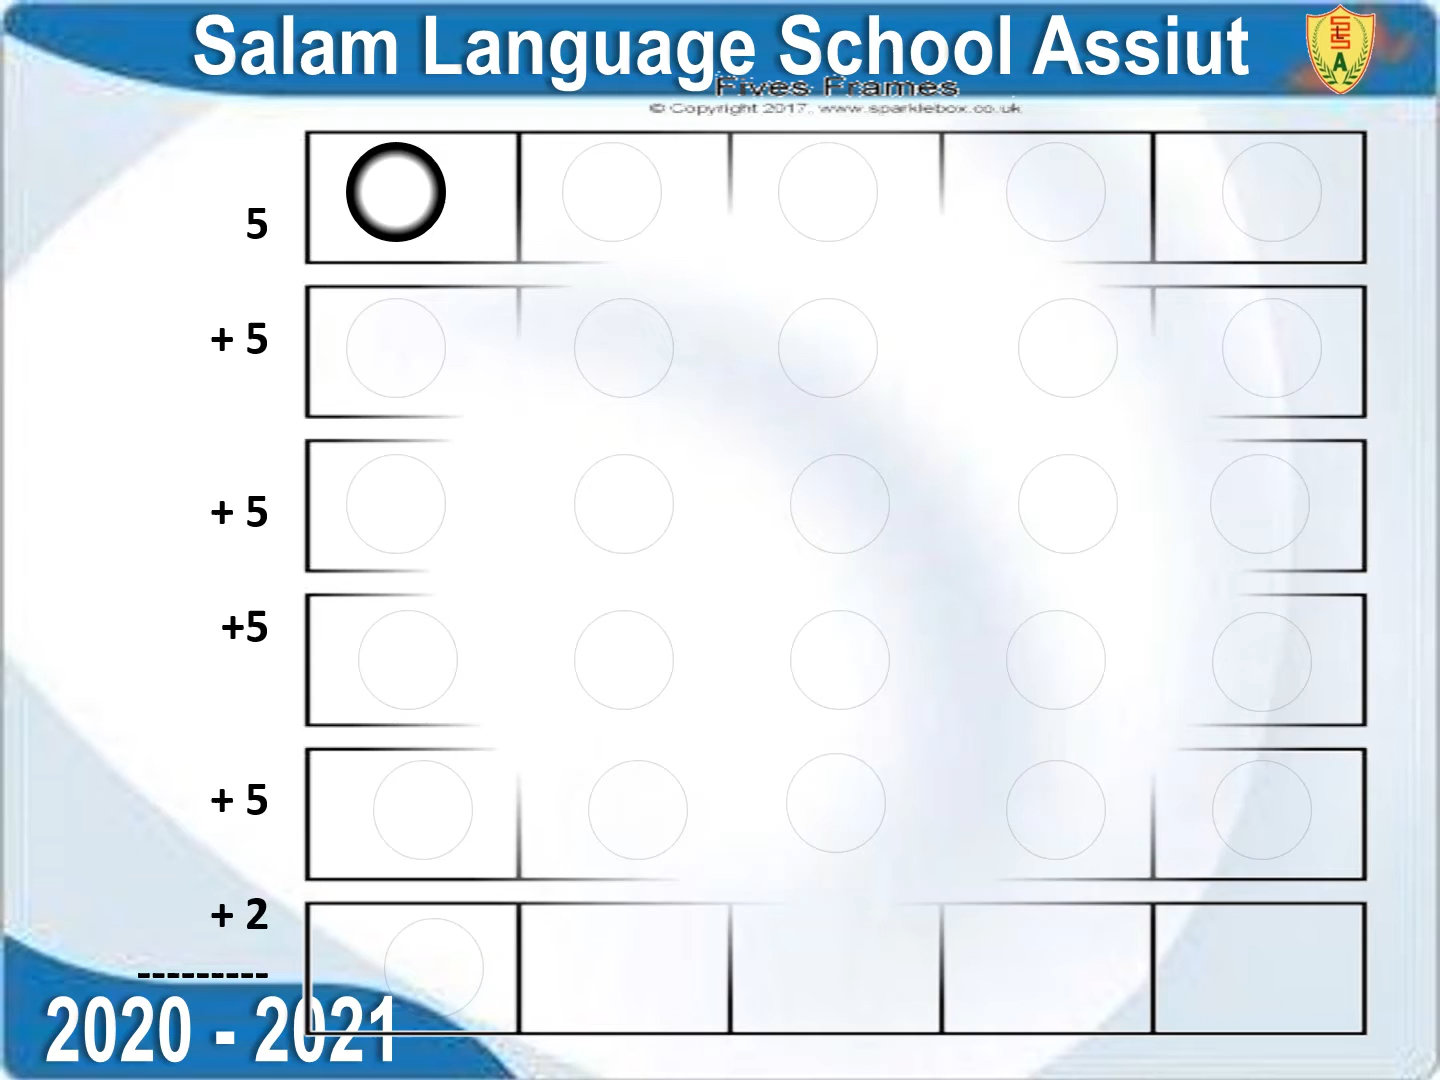 Salam Language School Assiut
Fives Frames
© Copyright 2017, www.sparklebox.co.uk
5
+ 5
+ 5
+5
+ 5
+ 2
---------
2020 - 2021
SLS
A